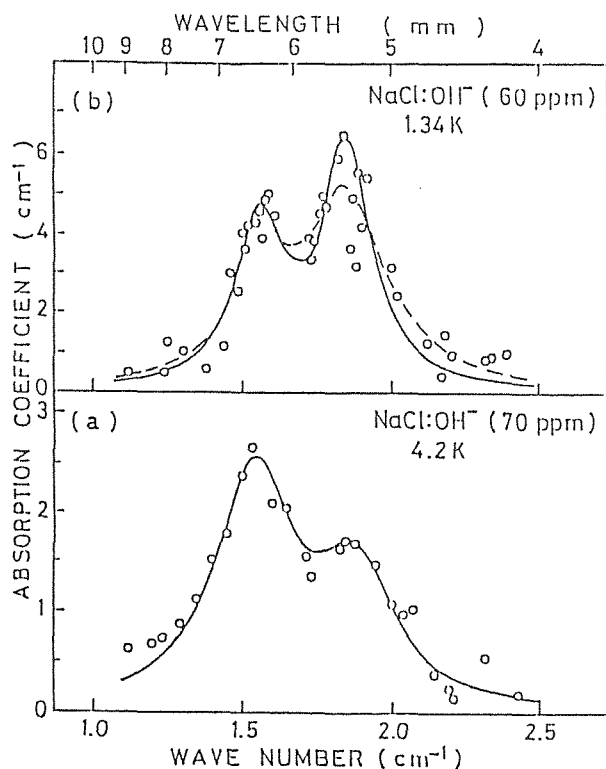 WAVELENGTH ( mm )
10 9 8 7 6 5 4
(b) NaCl:OH⁻ ( 60 ppm )
1.34K
6
4
2
0
ABSORPTION COEFFICIENT ( cm⁻¹ )
3
(a) NaCl:OH⁻ (70 ppm)
4.2K
2
1
0
1.0 1.5 2.0 2.5
WAVE NUMBER ( cm⁻¹ )